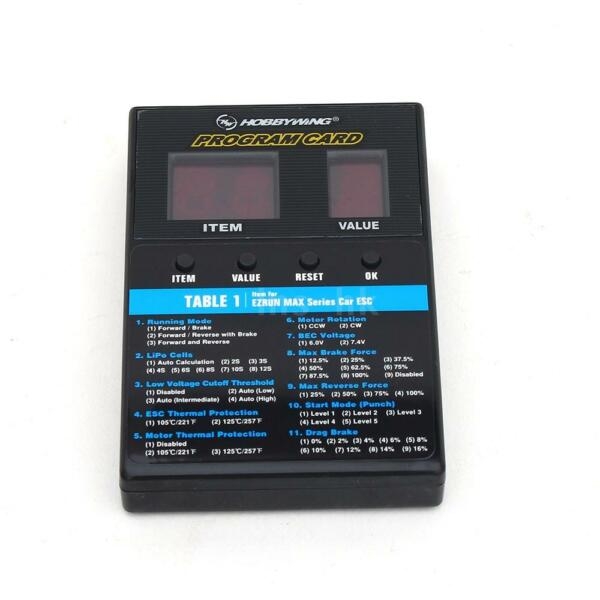 HOBBYWING®
PROGRAM CARD
ITEM VALUE
ITEM VALUE RESET OK
TABLE 1 Item For
EZRUN MAX Series Car ESC
1. Running Mode
(1) Forward / Brake
(2) Forward / Reverse with Brake
(3) Forward and Reverse
2. LiPo Cells
(1) Auto Calculation (2) 2S (3) 3S
(4) 4S (5) 6S (6) 8S (7) 10S (8) 12S
3. Low Voltage Cutoff Threshold
(1) Disabled (2) Auto (Low)
(3) Auto (Intermediate) (4) Auto (High)
4. ESC Thermal Protection
(1) 105℃/221℉ (2) 125℃/257℉
5. Motor Thermal Protection
(1) Disabled
(2) 105℃/221℉ (3) 125℃/257℉
6. Motor Rotation
(1) CCW (2) CW
7. BEC Voltage
(1) 6.0V (2) 7.4V
8. Max Brake Force
(1) 12.5% (2) 25% (3) 37.5%
(4) 50% (5) 62.5% (6) 75%
(7) 87.5% (8) 100% (9) Disabled
9. Max Reverse Force
(1) 25% (2) 50% (3) 75% (4) 100%
10. Start Mode (Punch)
(1) Level 1 (2) Level 2 (3) Level 3
(4) Level 4 (5) Level 5
11. Drag Brake
(1) 0% (2) 2% (3) 4% (4) 6% (5) 8%
(6) 10% (7) 12% (8) 14% (9) 16%